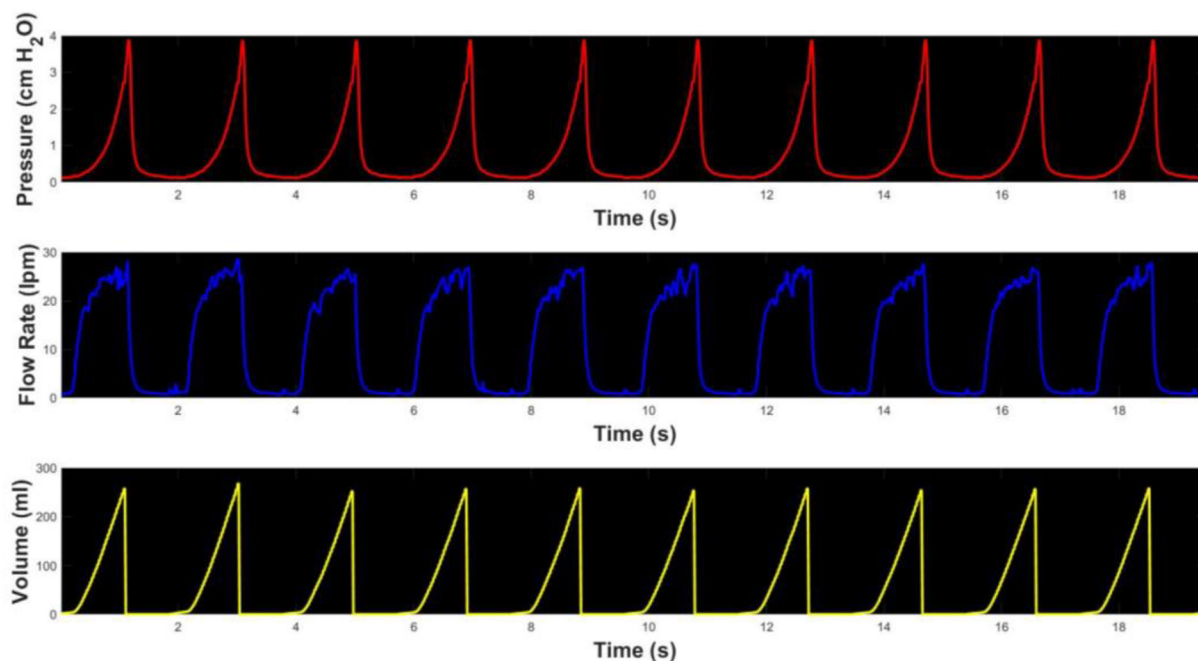 Pressure (cm H2O)
4
3
2
1
0
2 4 6 8 10 12 14 16 18
Time (s)
Flow Rate (lpm)
30
20
10
0
2 4 6 8 10 12 14 16 18
Time (s)
Volume (ml)
300
200
100
0
2 4 6 8 10 12 14 16 18
Time (s)